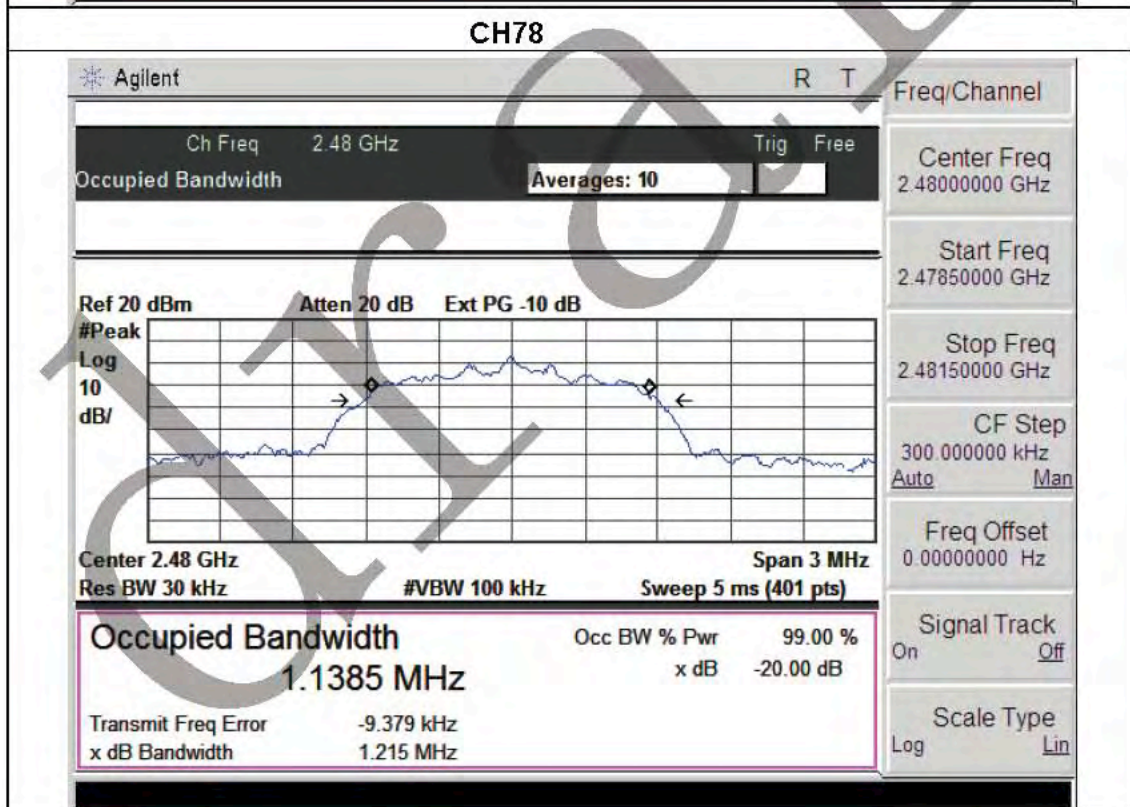 CH78
Agilent R T
Freq/Channel
Ch Freq 2.48 GHz Trig Free
Occupied Bandwidth Averages: 10
Center Freq
2.48000000 GHz
Start Freq
2.47850000 GHz
Ref 20 dBm Atten 20 dB Ext PG -10 dB
#Peak
Log
10
dB/
Stop Freq
2.48150000 GHz
CF Step
300.000000 kHz
Auto Man
Freq Offset
0.00000000 Hz
Center 2.48 GHz Span 3 MHz
Res BW 30 kHz #VBW 100 kHz Sweep 5 ms (401 pts)
Occupied Bandwidth Occ BW % Pwr 99.00 %
1.1385 MHz x dB -20.00 dB
Transmit Freq Error -9.379 kHz
x dB Bandwidth 1.215 MHz
Signal Track
On Off
Scale Type
Log Lin